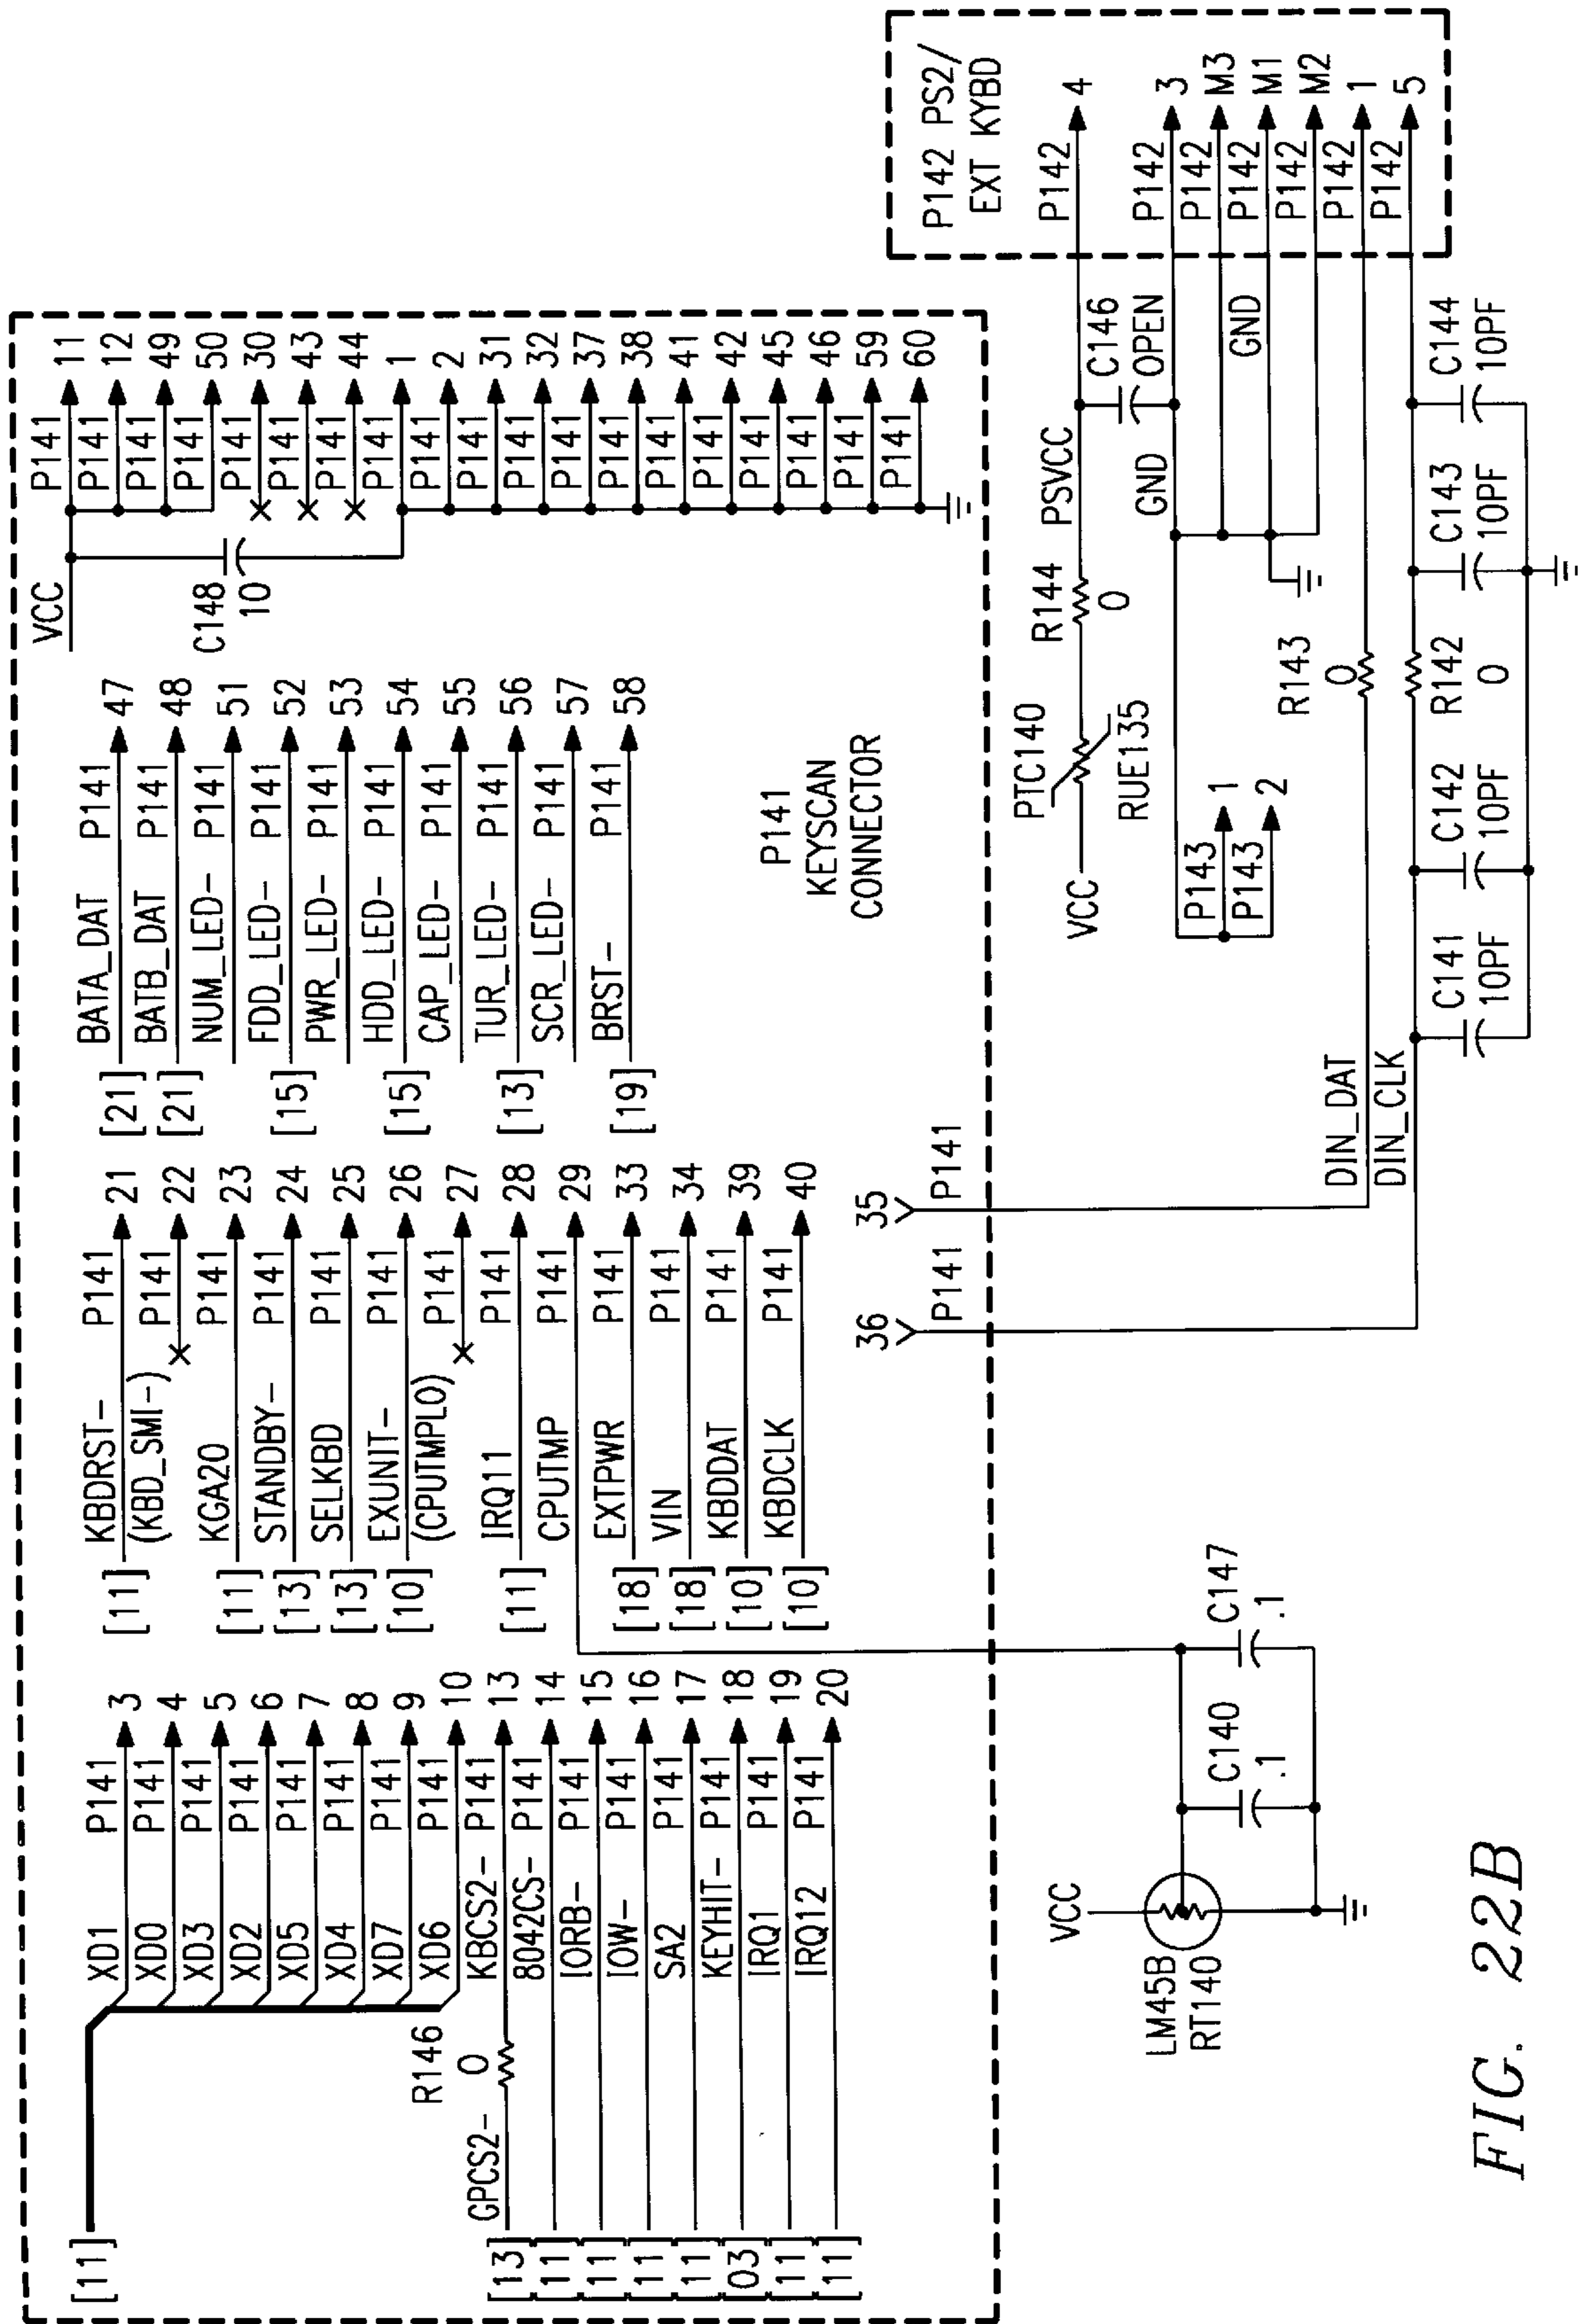 [11]
XD1 P141 3
XD0 P141 4
XD3 P141 5
XD2 P141 6
XD5 P141 7
XD4 P141 8
XD7 P141 9
XD6 P141 10
R146
0
[13] GPCS2- KBCS2- P141 13
[11] 8042CS- P141 14
[11] IORB- P141 15
[11] IOW- P141 16
[11] SA2 P141 17
[03] KEYHIT- P141 18
[11] IRQ1 P141 19
[11] IRQ12 P141 20
[11] KBDRST- P141 21
(KBD_SMI-) P141 22
[11] KGA20 P141 23
[13] STANDBY- P141 24
[13] SELKBD P141 25
[10] EXUNIT- P141 26
(CPUTMPLO) P141 27
[11] IRQ11 P141 28
CPUTMP P141 29
[18] EXTPWR P141 33
[18] VIN P141 34
[10] KBDDAT P141 39
[10] KBDCLK P141 40
[21] BATA_DAT P141 47
[21] BATB_DAT P141 48
NUM_LED- P141 51
[15] FDD_LED- P141 52
PWR_LED- P141 53
[15] HDD_LED- P141 54
CAP_LED- P141 55
[13] TUR_LED- P141 56
SCR_LED- P141 57
[19] BRST- P141 58
VCC
C148
10
P141 11
P141 12
P141 49
P141 50
P141 30
P141 43
P141 44
P141 1
P141 2
P141 31
P141 32
P141 37
P141 38
P141 41
P141 42
P141 45
P141 46
P141 59
P141 60
P141
KEYSCAN
CONNECTOR
36 P141
35 P141
VCC
LM45B
RT140
C140
.1
C147
.1
DIN_DAT
DIN_CLK
VCC
PTC140
RUE135
R144
0
PSVCC
C146
OPEN
GND
GND
P143 1
P143 2
R143
0
R142
0
C141
10PF
C142
10PF
C143
10PF
C144
10PF
P142 PS2/
EXT KYBD
P142 4
P142 3
P142 M3
P142 M1
P142 M2
P142 1
P142 5
FIG. 22B